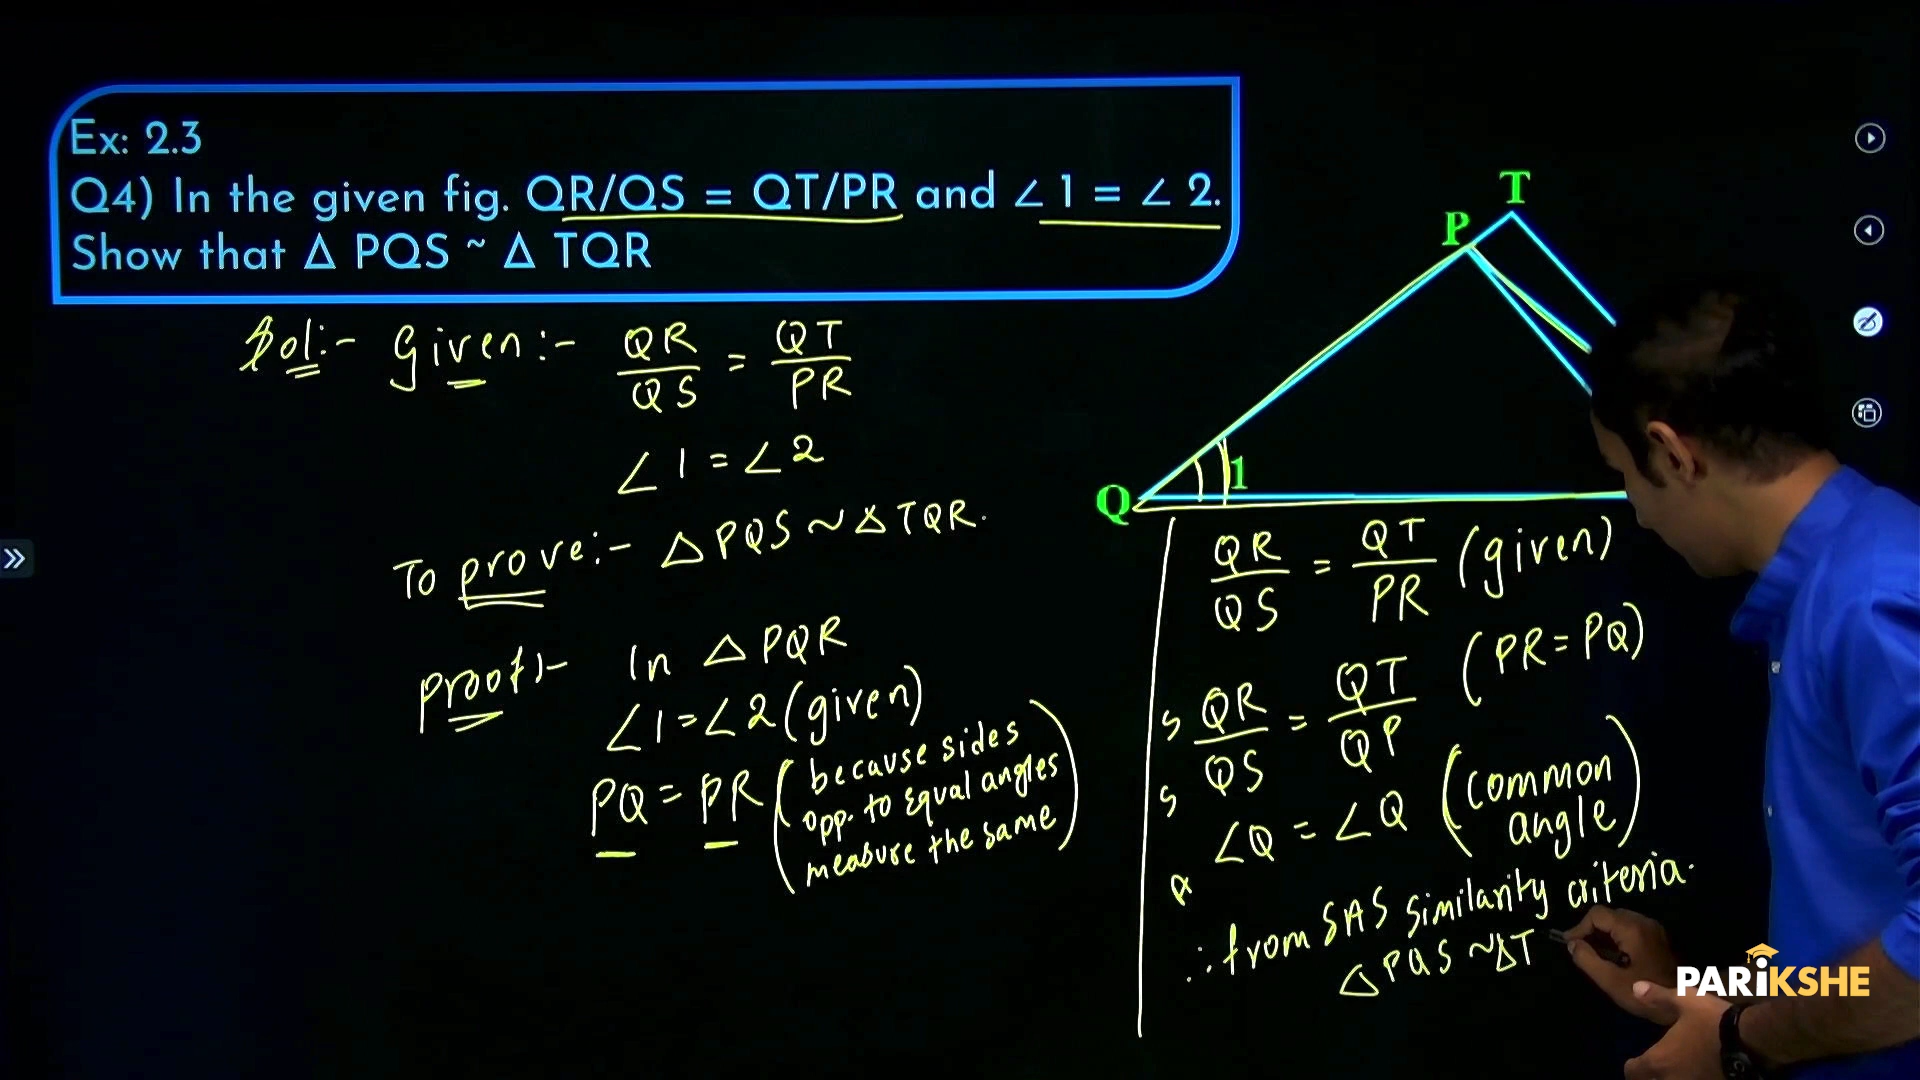 Ex: 2.3
Q4) In the given fig. QR/QS = QT/PR and ∠ 1 = ∠ 2.
Show that Δ PQS ~ Δ TQR
Sol:- Given:- QR/QS = QT/PR
∠1 = ∠2
To prove:- ΔPQS ~ ΔTQR.
Proof:- In ΔPQR
∠1 = ∠2 (given)
PQ = PR (because sides
opp. to equal angles
measure the same)
T
P
Q
1
QR/QS = QT/PR (given)
S QR/QS = QT/QP (PR = PQ)
S
∠Q = ∠Q (common
angle)
A
∴ from SAS similarity criteria.
ΔPQS ~ ΔT
PARIKSHE